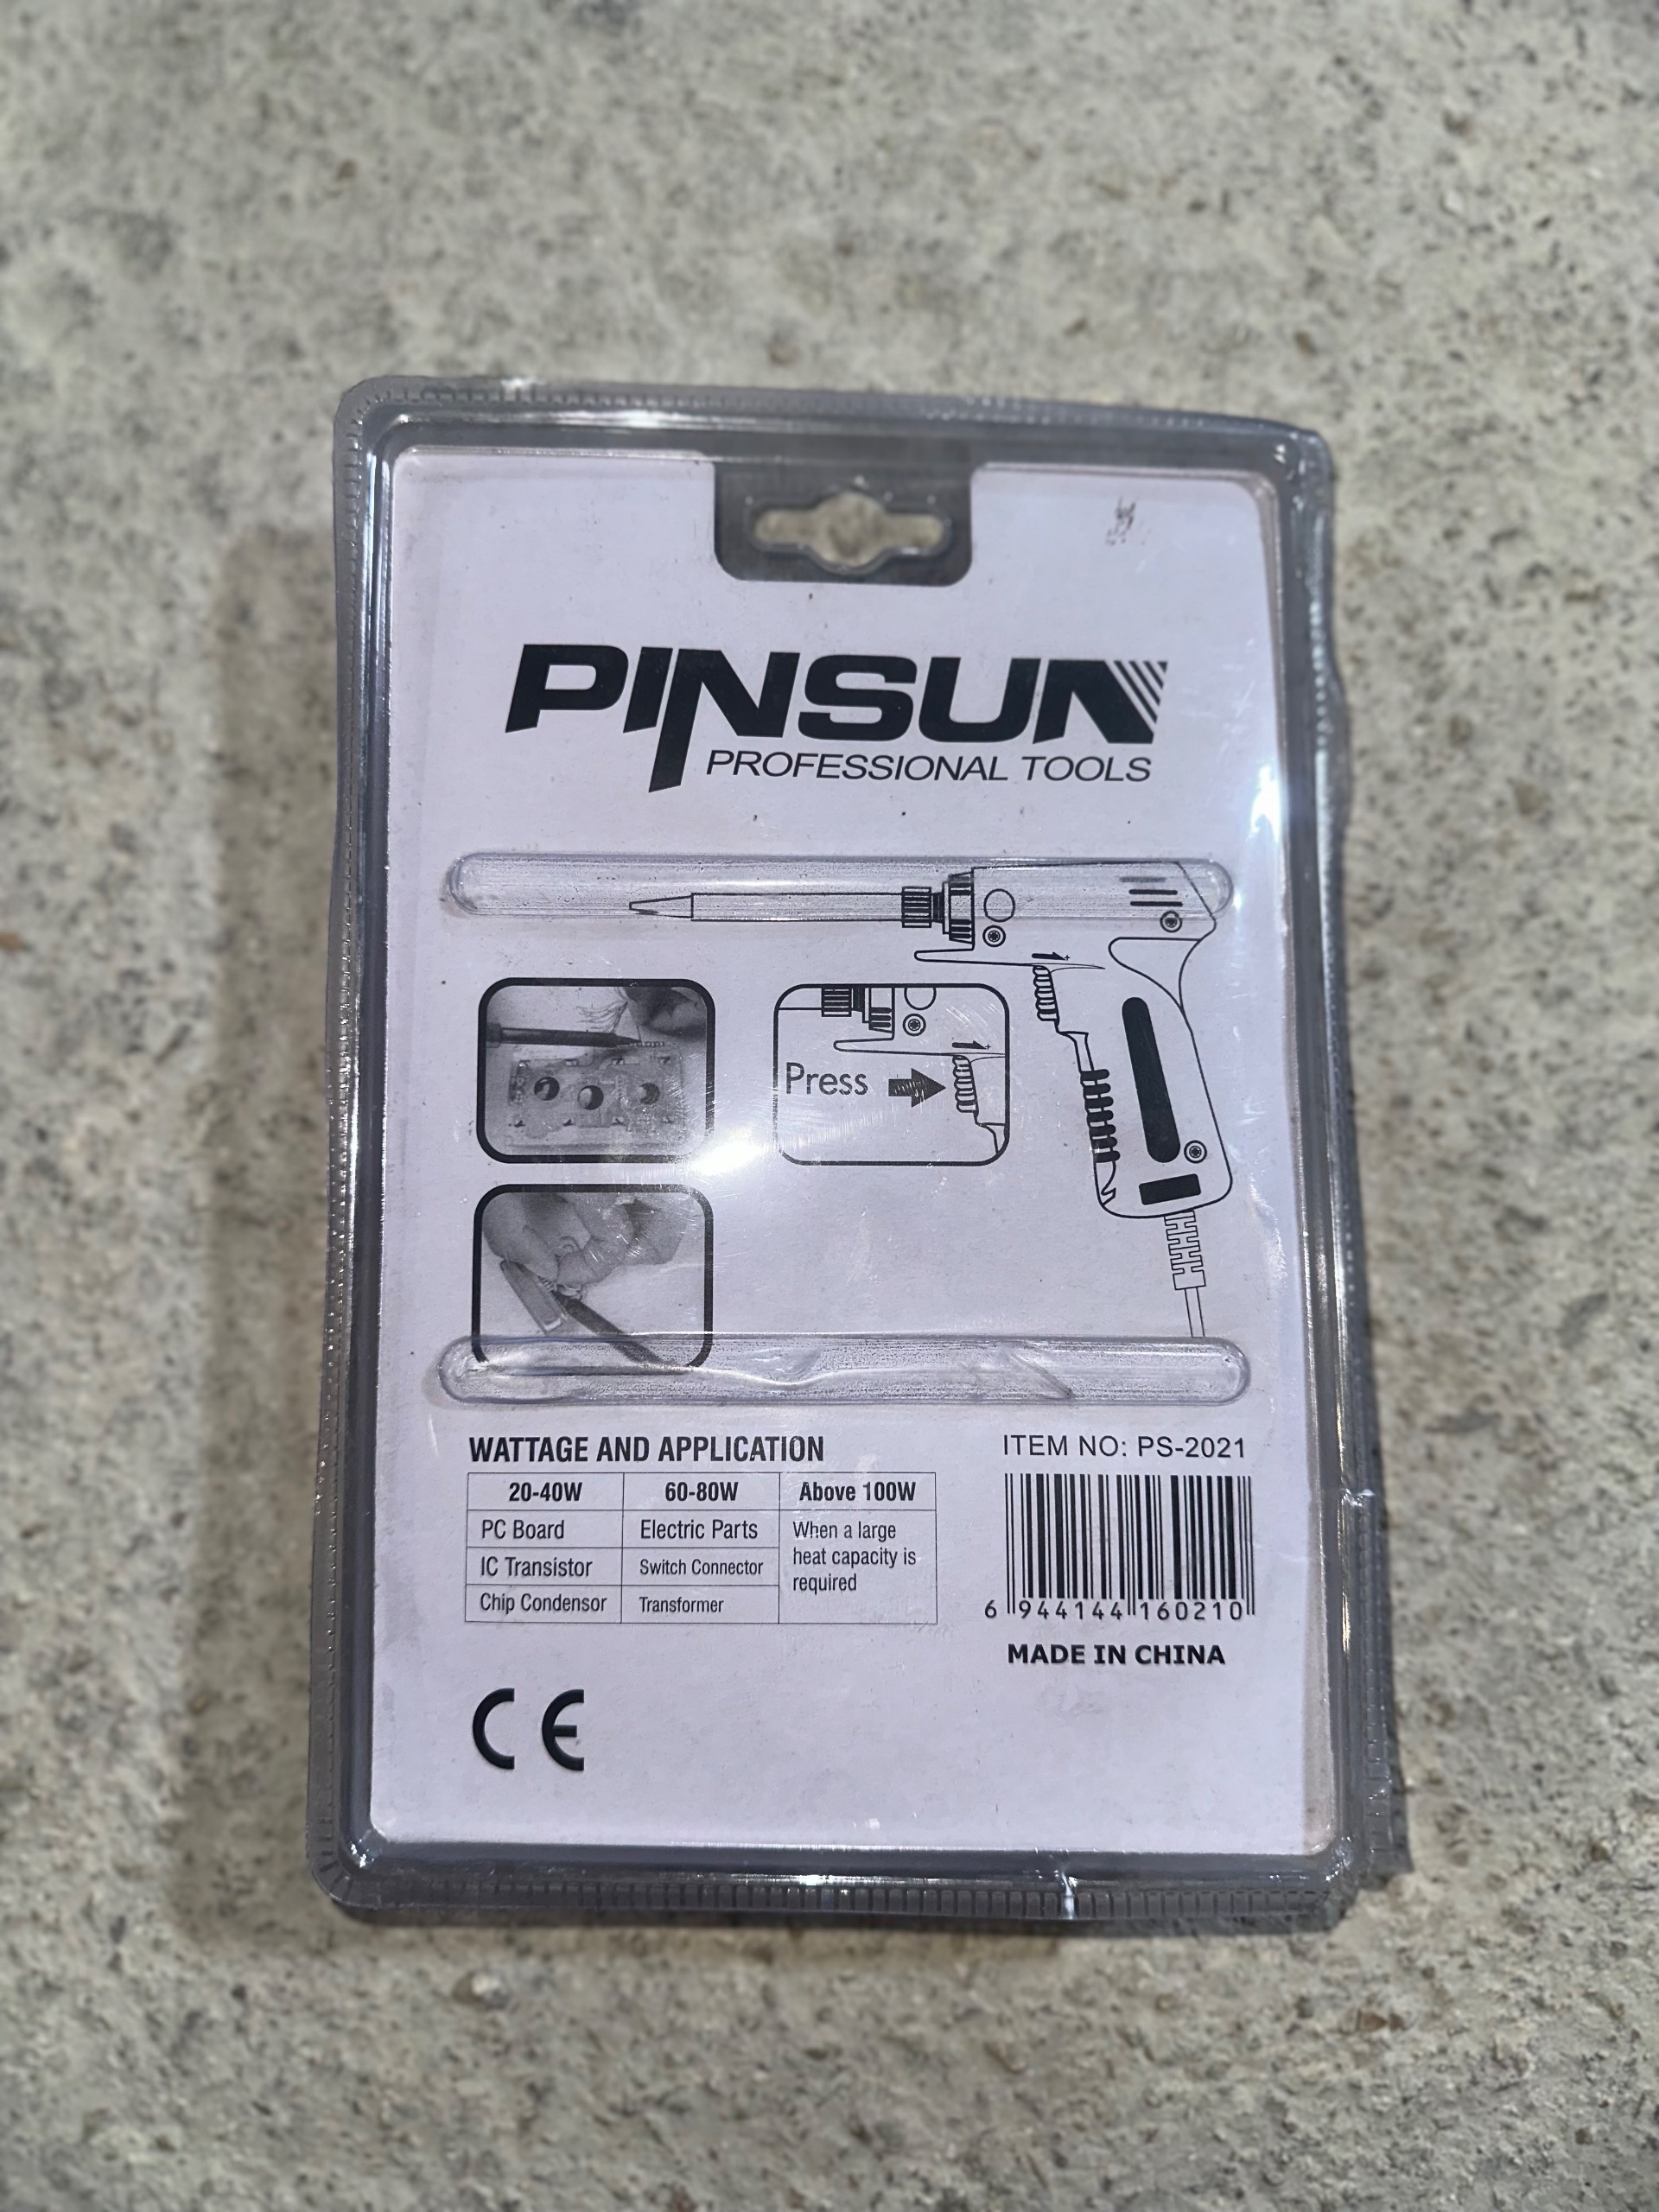 PINSUN
PROFESSIONAL TOOLS
Press
WATTAGE AND APPLICATION
20-40W 60-80W Above 100W
PC Board Electric Parts When a large
IC Transistor Switch Connector heat capacity is
Chip Condensor Transformer required
ITEM NO: PS-2021
6 944144 160210
MADE IN CHINA
CE